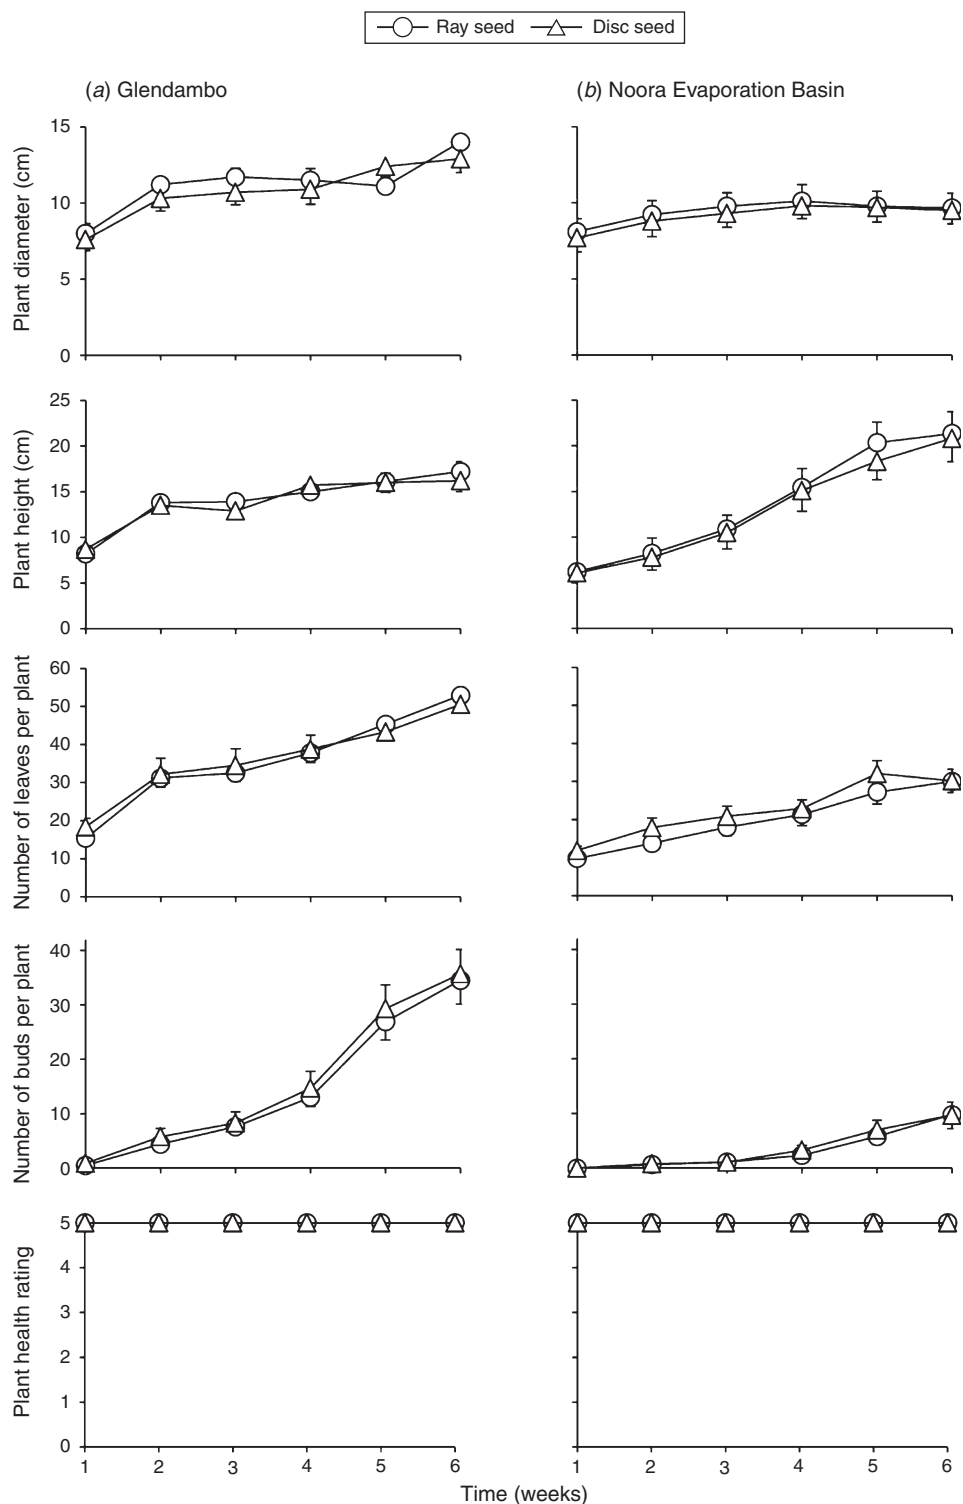 Ray seed Disc seed
(a) Glendambo
(b) Noora Evaporation Basin
Plant diameter (cm)
15
10
5
0
Plant height (cm)
25
20
15
10
5
0
Number of leaves per plant
60
50
40
30
20
10
0
Number of buds per plant
40
30
20
10
0
Plant health rating
5
4
3
2
1
0
1 2 3 4 5 6
1 2 3 4 5 6
Time (weeks)